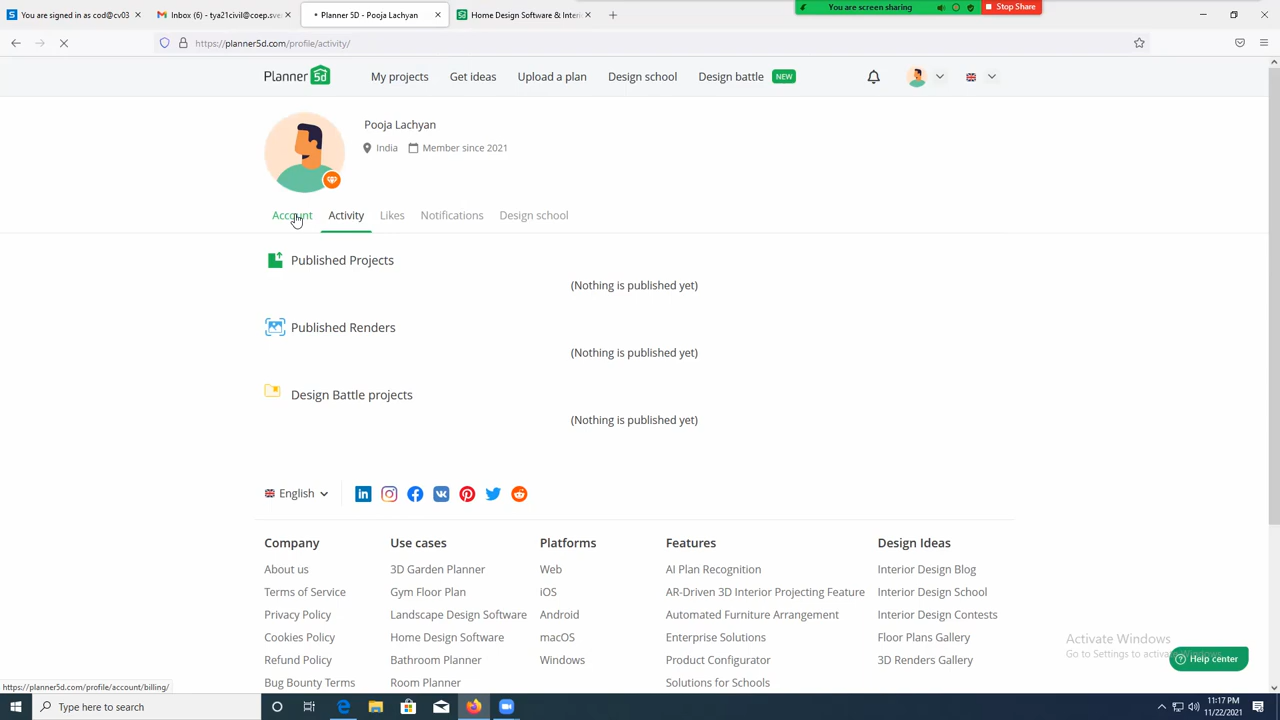 You are signed in as cod@cv
Inbox (6) - tya21civil@coep.sve
Planner 5D - Pooja Lachyan
Home Design Software & Inter
You are screen sharing
Stop Share
https://planner5d.com/profile/activity/
Planner 5d
My projects
Get ideas
Upload a plan
Design school
Design battle
NEW
Pooja Lachyan
India
Member since 2021
Account
Activity
Likes
Notifications
Design school
Published Projects
(Nothing is published yet)
Published Renders
(Nothing is published yet)
Design Battle projects
(Nothing is published yet)
English
Company
Use cases
Platforms
Features
Design Ideas
About us
3D Garden Planner
Web
AI Plan Recognition
Interior Design Blog
Terms of Service
Gym Floor Plan
iOS
AR-Driven 3D Interior Projecting Feature
Interior Design School
Privacy Policy
Landscape Design Software
Android
Automated Furniture Arrangement
Interior Design Contests
Cookies Policy
Home Design Software
macOS
Enterprise Solutions
Floor Plans Gallery
Refund Policy
Bathroom Planner
Windows
Product Configurator
3D Renders Gallery
Bug Bounty Terms
Room Planner
Solutions for Schools
Activate Windows
Go to Settings to activate
Help center
https://planner5d.com/profile/account/billing/
Type here to search
11:17 PM
11/22/2021